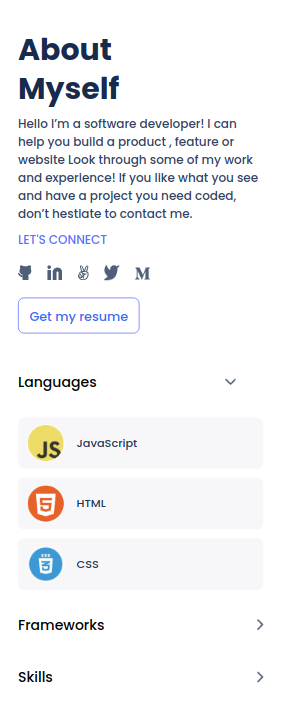 About
Myself
Hello I’m a software developer! I can
help you build a product , feature or
website Look through some of my work
and experience! If you like what you see
and have a project you need coded,
don’t hestiate to contact me.
LET'S CONNECT
Get my resume
Languages
JS JavaScript
HTML
CSS
Frameworks
Skills